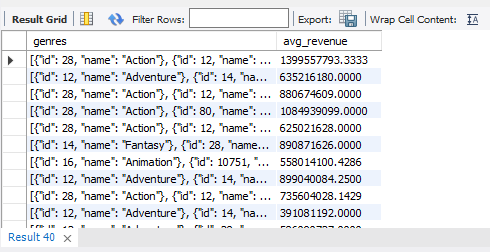 Result Grid Filter Rows: Export: Wrap Cell Content:
genres avg_revenue
[{"id": 28, "name": "Action"}, {"id": 12, "name": ... 1399557793.3333
[{"id": 12, "name": "Adventure"}, {"id": 14, "na... 635216180.0000
[{"id": 28, "name": "Action"}, {"id": 12, "name": ... 880674609.0000
[{"id": 28, "name": "Action"}, {"id": 80, "name": ... 1084939099.0000
[{"id": 28, "name": "Action"}, {"id": 12, "name": ... 625021628.0000
[{"id": 14, "name": "Fantasy"}, {"id": 28, "name... 890871626.0000
[{"id": 16, "name": "Animation"}, {"id": 10751, ... 558014100.4286
[{"id": 12, "name": "Adventure"}, {"id": 14, "na... 899040084.2500
[{"id": 28, "name": "Action"}, {"id": 12, "name": ... 735604028.1429
[{"id": 12, "name": "Adventure"}, {"id": 14, "na... 391081192.0000
Result 40